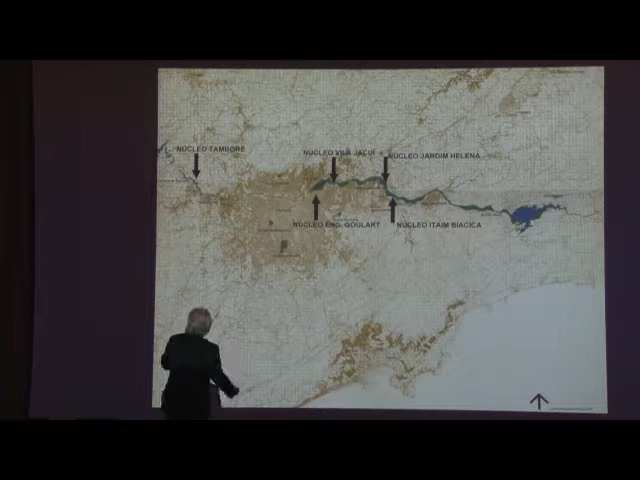 NÚCLEO TAMBORÉ
NÚCLEO VILA JACUÍ
NÚCLEO JARDIM HELENA
NÚCLEO ENG. GOULART
NÚCLEO ITAIM BIACICA